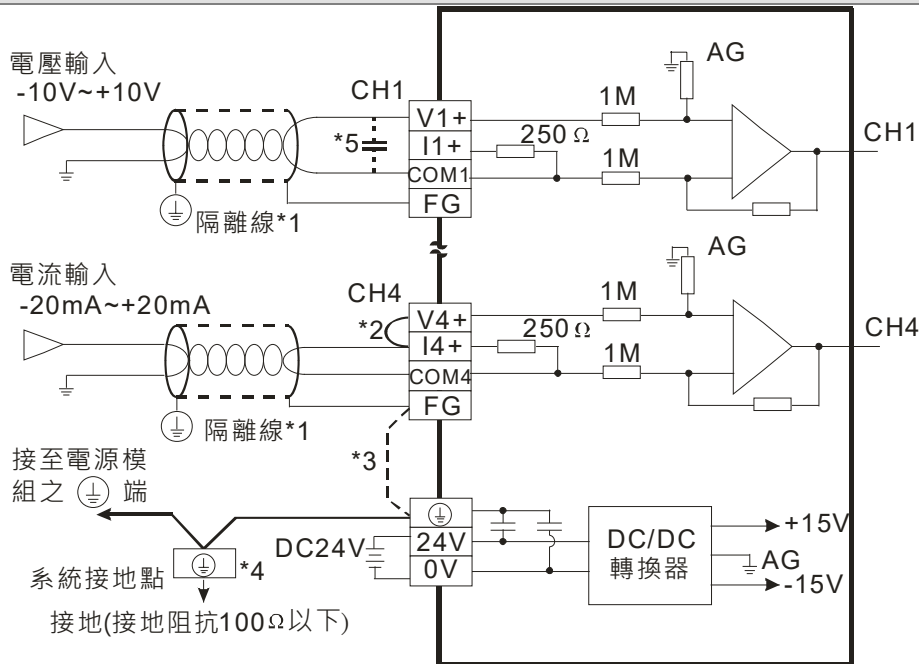 電壓輸入
-10V~+10V
CH1
V1+
I1+
COM1
FG
*5
隔離線*1
250Ω
1M
1M
AG
CH1
電流輸入
-20mA~+20mA
CH4
V4+
I4+
COM4
FG
*2
隔離線*1
250Ω
1M
1M
AG
CH4
*3
接至電源模
組之 端
系統接地點
*4
接地(接地阻抗100Ω以下)
DC24V
24V
0V
DC/DC
轉換器
+15V
AG
-15V